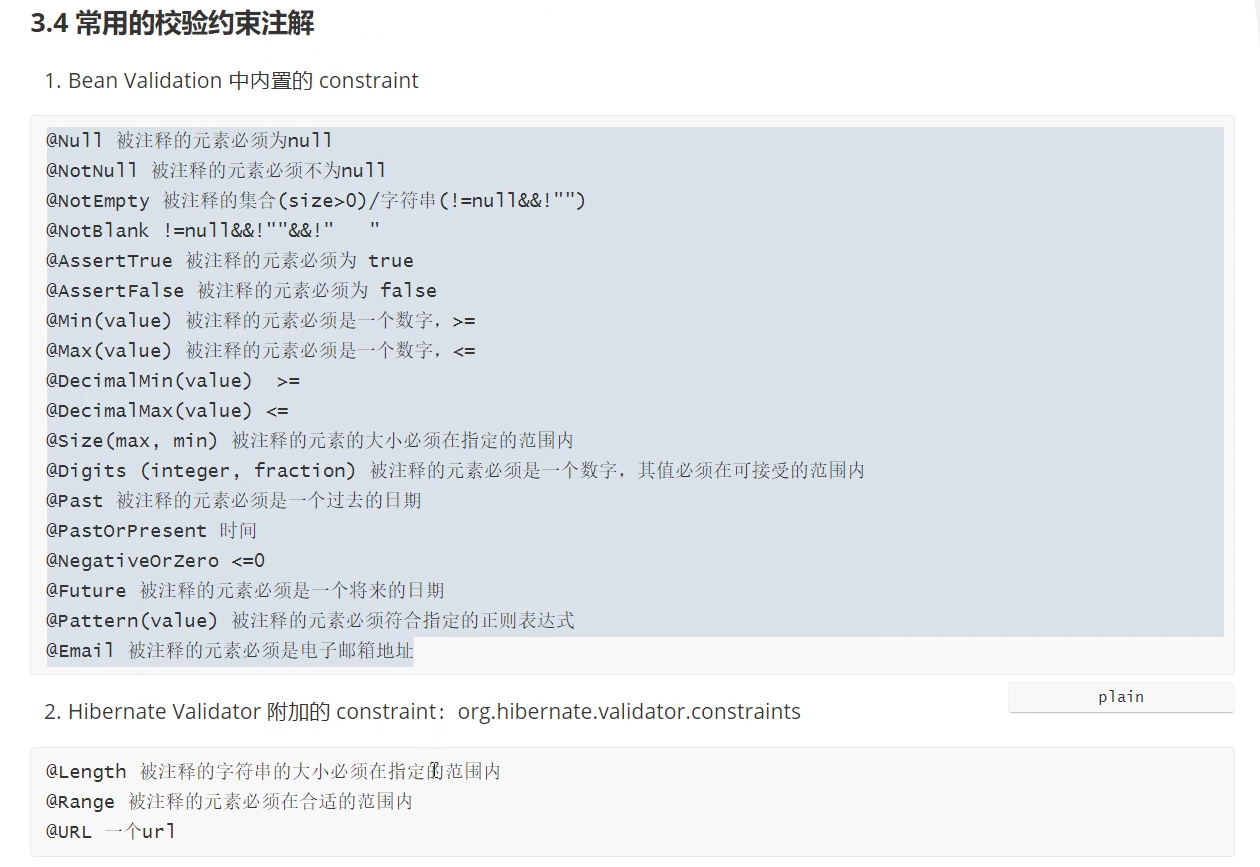 3.4 常用的校验约束注解
1. Bean Validation 中内置的 constraint
@Null 被注释的元素必须为null
@NotNull 被注释的元素必须不为null
@NotEmpty 被注释的集合(size>0)/字符串(!=null&&!"")
@NotBlank !=null&&!""&&!"   "
@AssertTrue 被注释的元素必须为 true
@AssertFalse 被注释的元素必须为 false
@Min(value) 被注释的元素必须是一个数字，>=
@Max(value) 被注释的元素必须是一个数字，<=
@DecimalMin(value)  >=
@DecimalMax(value) <=
@Size(max, min) 被注释的元素的大小必须在指定的范围内
@Digits (integer, fraction) 被注释的元素必须是一个数字，其值必须在可接受的范围内
@Past 被注释的元素必须是一个过去的日期
@PastOrPresent 时间
@NegativeOrZero <=0
@Future 被注释的元素必须是一个将来的日期
@Pattern(value) 被注释的元素必须符合指定的正则表达式
@Email 被注释的元素必须是电子邮箱地址
plain
2. Hibernate Validator 附加的 constraint：org.hibernate.validator.constraints
@Length 被注释的字符串的大小必须在指定的范围内
@Range 被注释的元素必须在合适的范围内
@URL 一个url